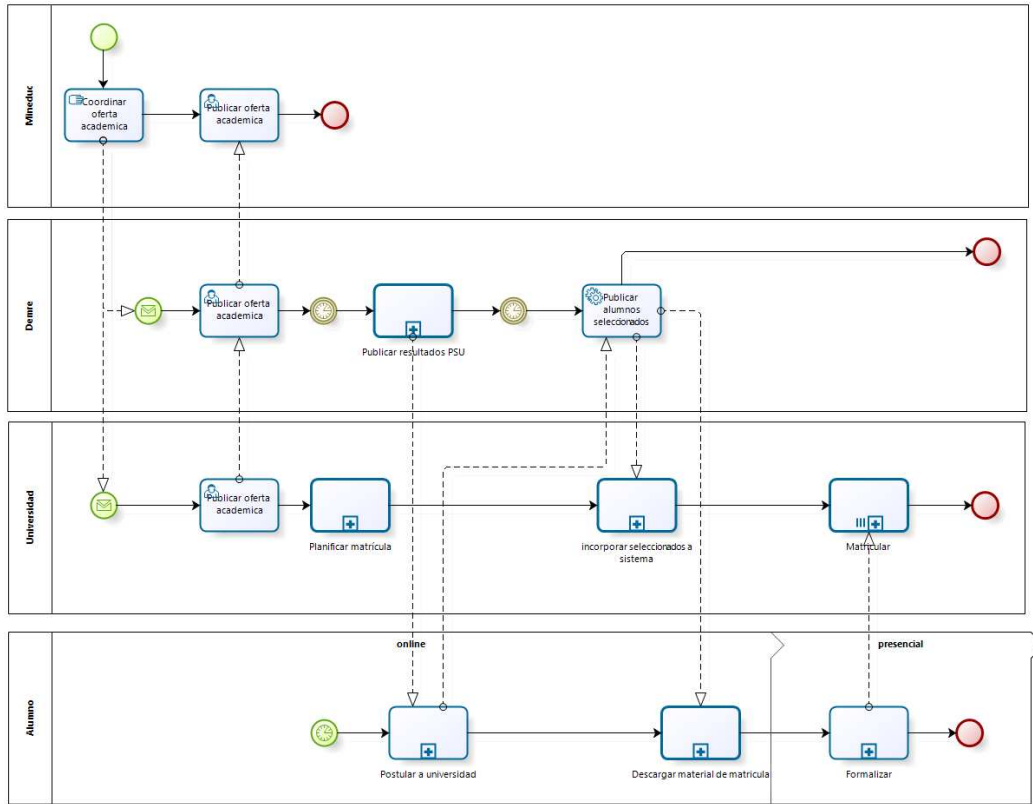 Mineduc
Coordinar
oferta
academica
Publicar oferta
academica
Demre
Publicar oferta
academica
Publicar resultados PSU
Publicar
alumnos
seleccionados
Universidad
Publicar oferta
academica
Planificar matrícula
incorporar seleccionados a
sistema
Matricular
Alumno
online
presencial
Postular a universidad
Descargar material de matricula
Formalizar